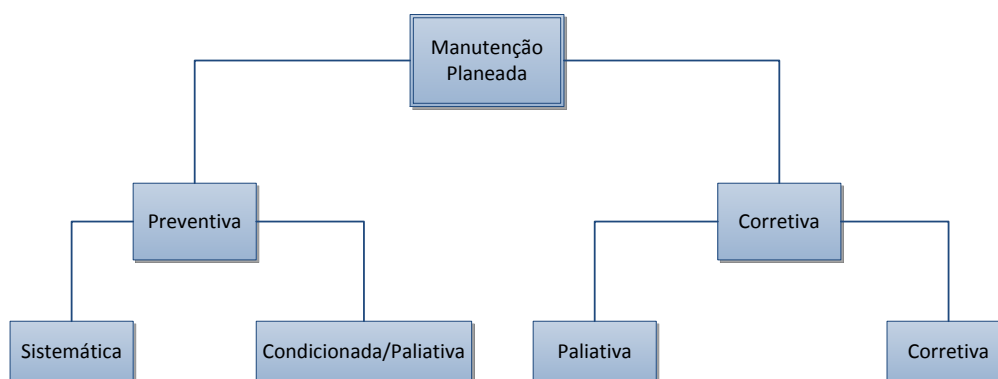 Manutenção
Planeada
Preventiva
Corretiva
Sistemática
Condicionada/Paliativa
Paliativa
Corretiva